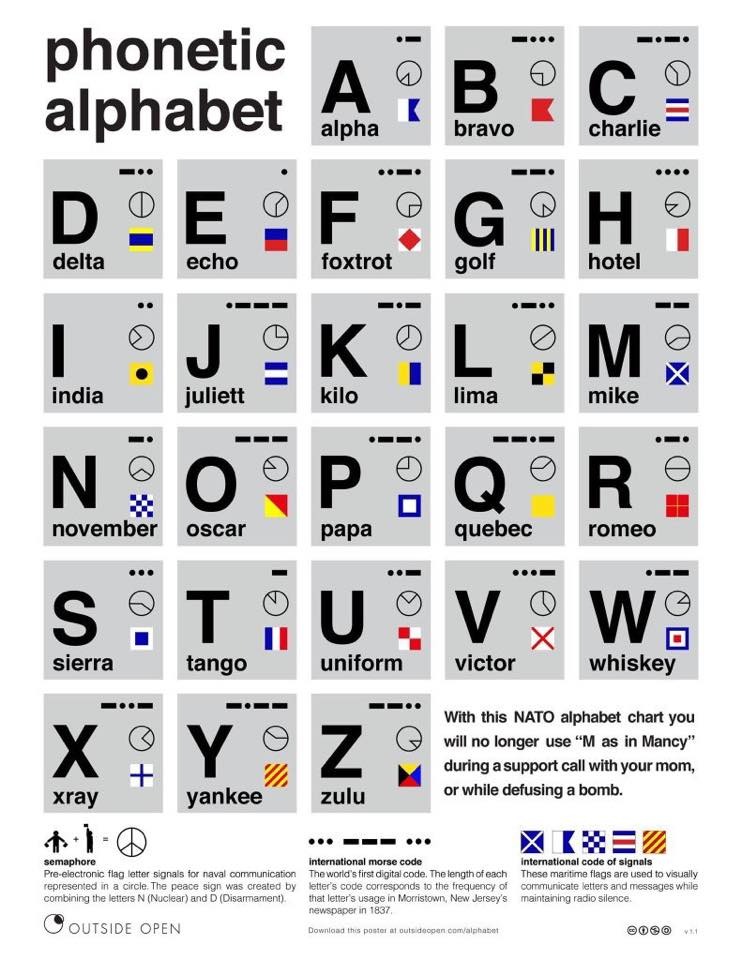 phonetic
alphabet
A
alpha
B
bravo
C
charlie
D
delta
E
echo
F
foxtrot
G
golf
H
hotel
I
india
J
juliett
K
kilo
L
lima
M
mike
N
november
O
oscar
P
papa
Q
quebec
R
romeo
S
sierra
T
tango
U
uniform
V
victor
W
whiskey
X
xray
Y
yankee
Z
zulu
With this NATO alphabet chart you
will no longer use “M as in Mancy”
during a support call with your mom,
or while defusing a bomb.
+ =
semaphore
Pre-electronic flag letter signals for naval communication
represented in a circle. The peace sign was created by
combining the letters N (Nuclear) and D (Disarmament).
international morse code
The world's first digital code. The length of each
letter's code corresponds to the frequency of
that letter's usage in Morristown, New Jersey's
newspaper in 1837.
international code of signals
These maritime flags are used to visually
communicate letters and messages while
maintaining radio silence.
OUTSIDE OPEN
Download this poster at outsideopen.com/alphabet
v.1.1